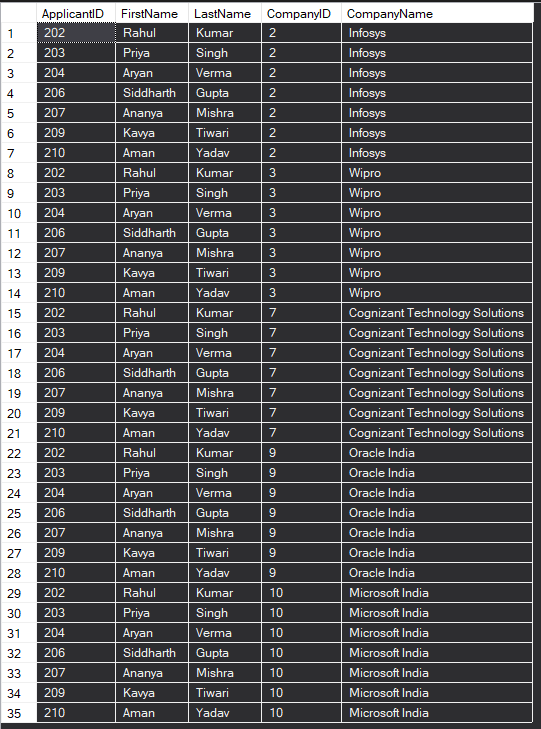 ApplicantID FirstName LastName CompanyID CompanyName
1 202 Rahul Kumar 2 Infosys
2 203 Priya Singh 2 Infosys
3 204 Aryan Verma 2 Infosys
4 206 Siddharth Gupta 2 Infosys
5 207 Ananya Mishra 2 Infosys
6 209 Kavya Tiwari 2 Infosys
7 210 Aman Yadav 2 Infosys
8 202 Rahul Kumar 3 Wipro
9 203 Priya Singh 3 Wipro
10 204 Aryan Verma 3 Wipro
11 206 Siddharth Gupta 3 Wipro
12 207 Ananya Mishra 3 Wipro
13 209 Kavya Tiwari 3 Wipro
14 210 Aman Yadav 3 Wipro
15 202 Rahul Kumar 7 Cognizant Technology Solutions
16 203 Priya Singh 7 Cognizant Technology Solutions
17 204 Aryan Verma 7 Cognizant Technology Solutions
18 206 Siddharth Gupta 7 Cognizant Technology Solutions
19 207 Ananya Mishra 7 Cognizant Technology Solutions
20 209 Kavya Tiwari 7 Cognizant Technology Solutions
21 210 Aman Yadav 7 Cognizant Technology Solutions
22 202 Rahul Kumar 9 Oracle India
23 203 Priya Singh 9 Oracle India
24 204 Aryan Verma 9 Oracle India
25 206 Siddharth Gupta 9 Oracle India
26 207 Ananya Mishra 9 Oracle India
27 209 Kavya Tiwari 9 Oracle India
28 210 Aman Yadav 9 Oracle India
29 202 Rahul Kumar 10 Microsoft India
30 203 Priya Singh 10 Microsoft India
31 204 Aryan Verma 10 Microsoft India
32 206 Siddharth Gupta 10 Microsoft India
33 207 Ananya Mishra 10 Microsoft India
34 209 Kavya Tiwari 10 Microsoft India
35 210 Aman Yadav 10 Microsoft India